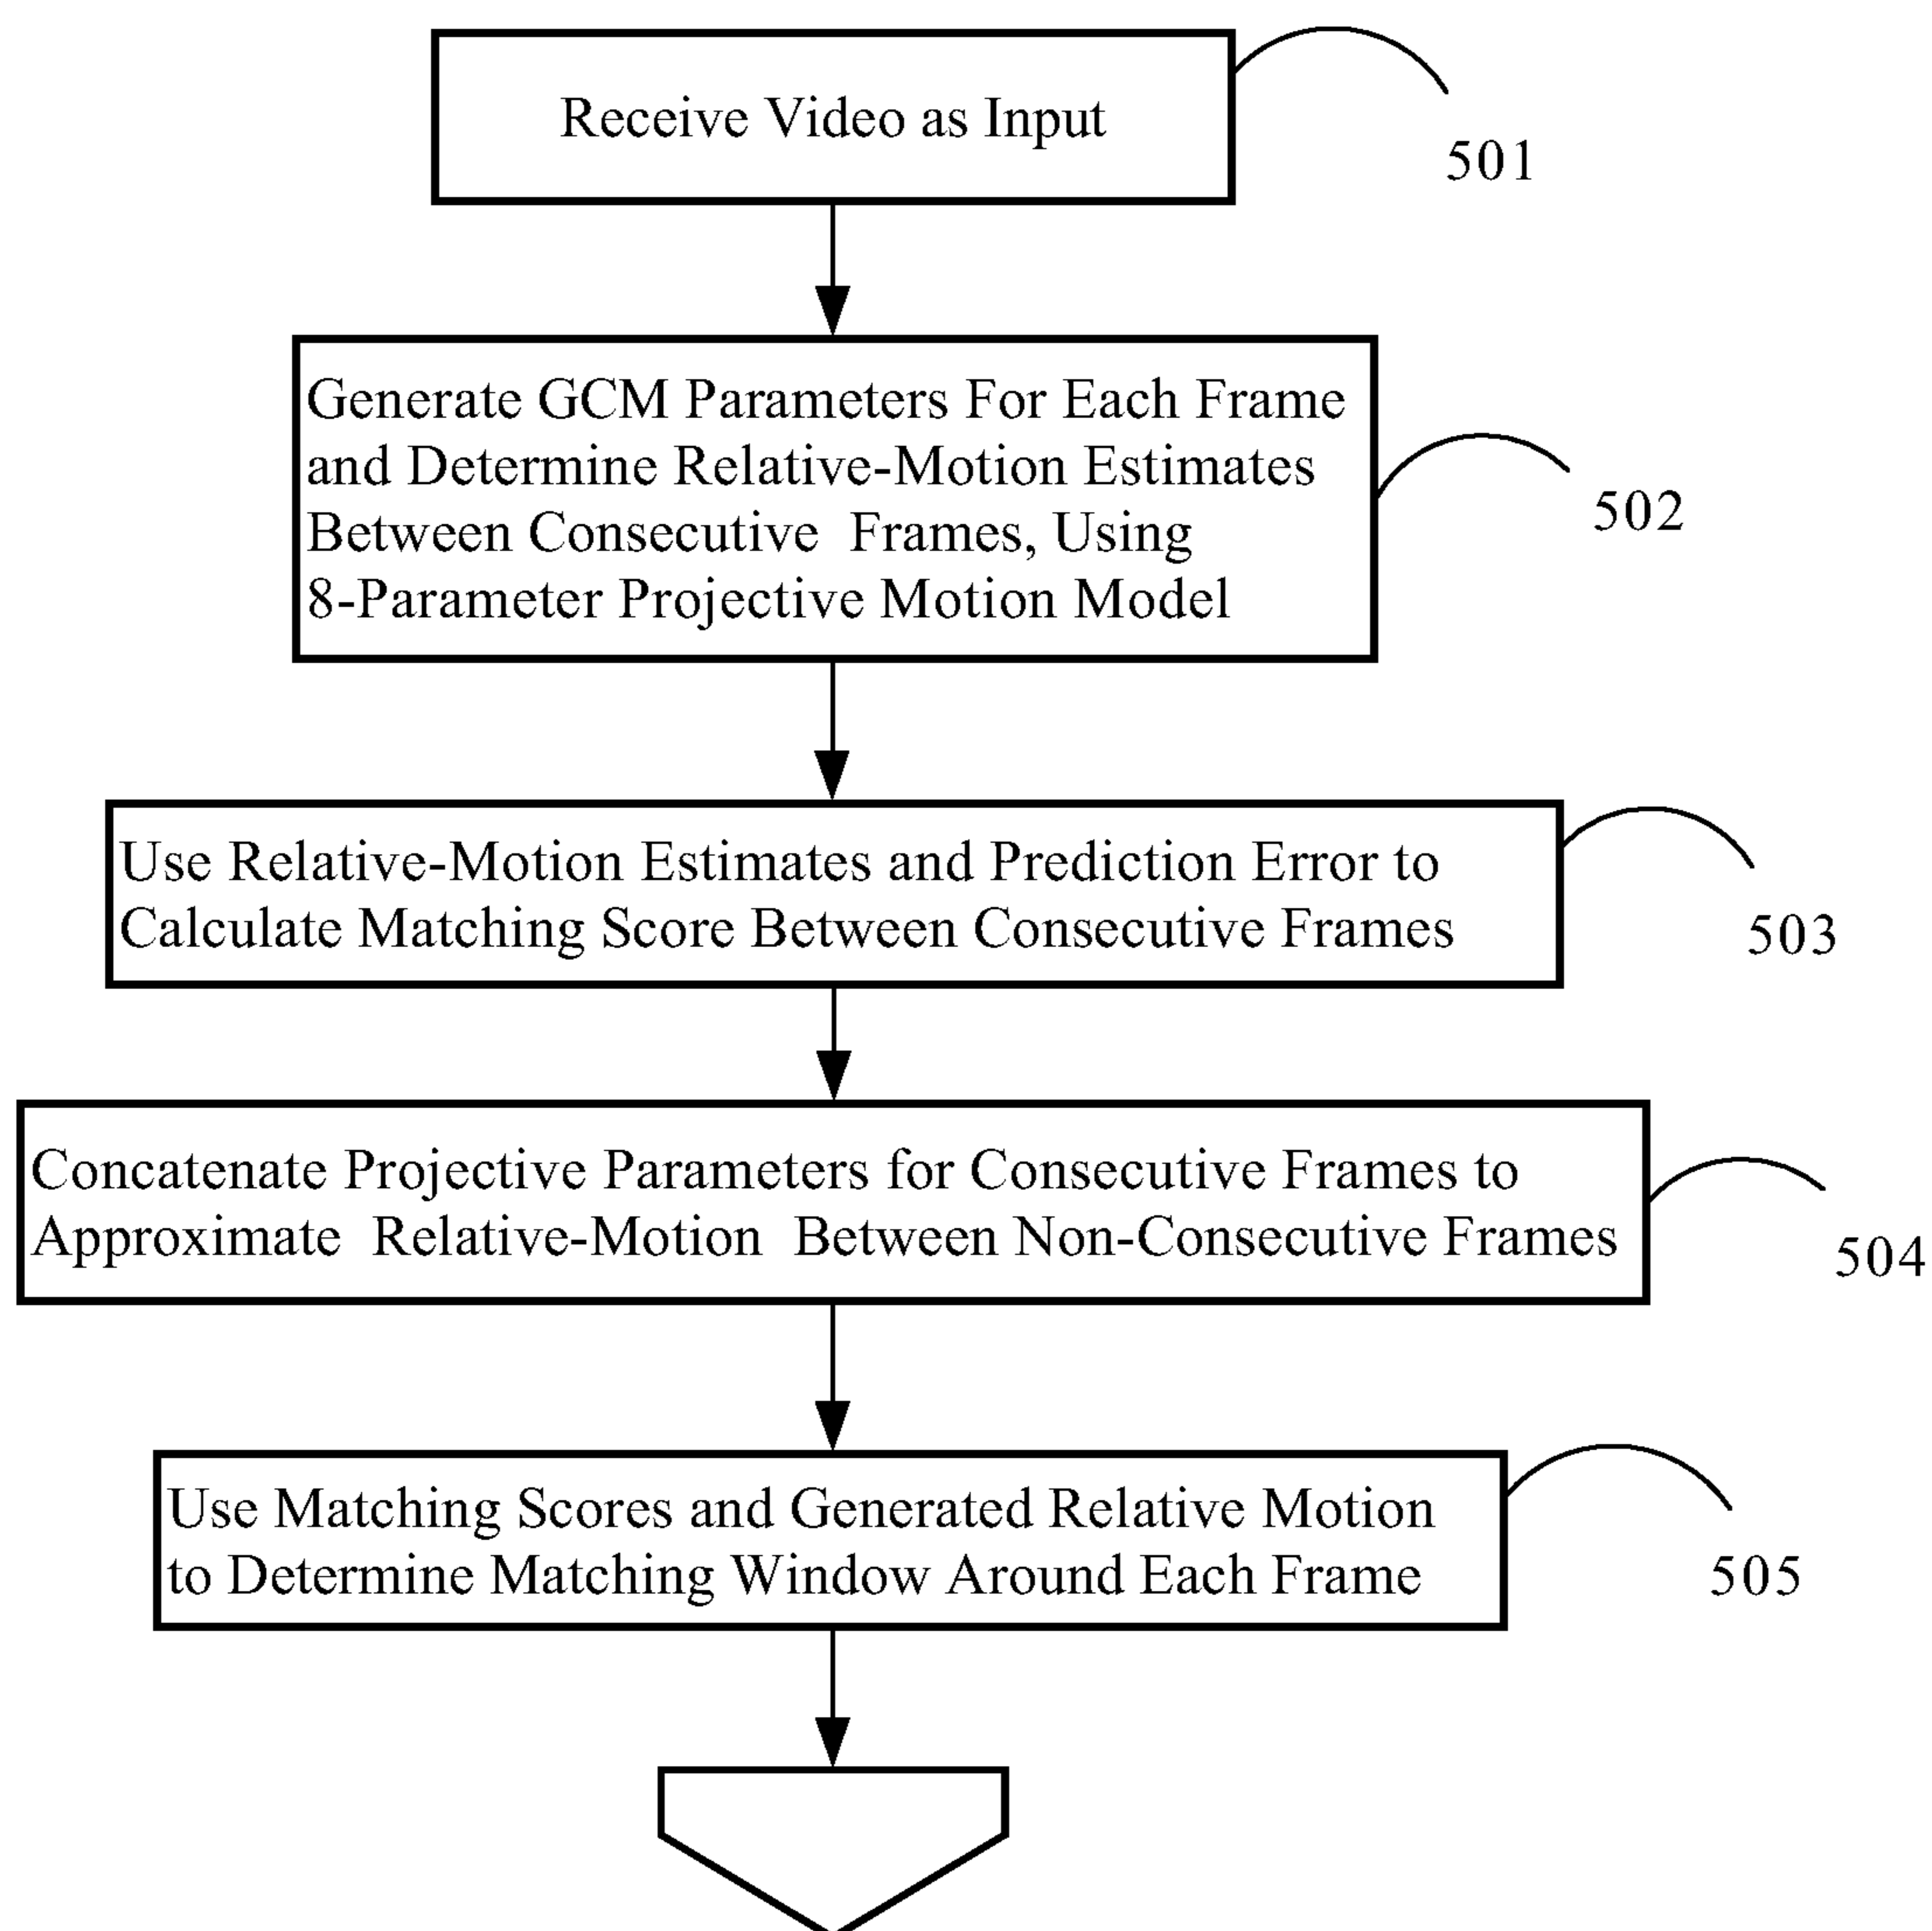 Receive Video as Input
501
Generate GCM Parameters For Each Frame
and Determine Relative-Motion Estimates
Between Consecutive Frames, Using
8-Parameter Projective Motion Model
502
Use Relative-Motion Estimates and Prediction Error to
Calculate Matching Score Between Consecutive Frames
503
Concatenate Projective Parameters for Consecutive Frames to
Approximate Relative-Motion Between Non-Consecutive Frames
504
Use Matching Scores and Generated Relative Motion
to Determine Matching Window Around Each Frame
505